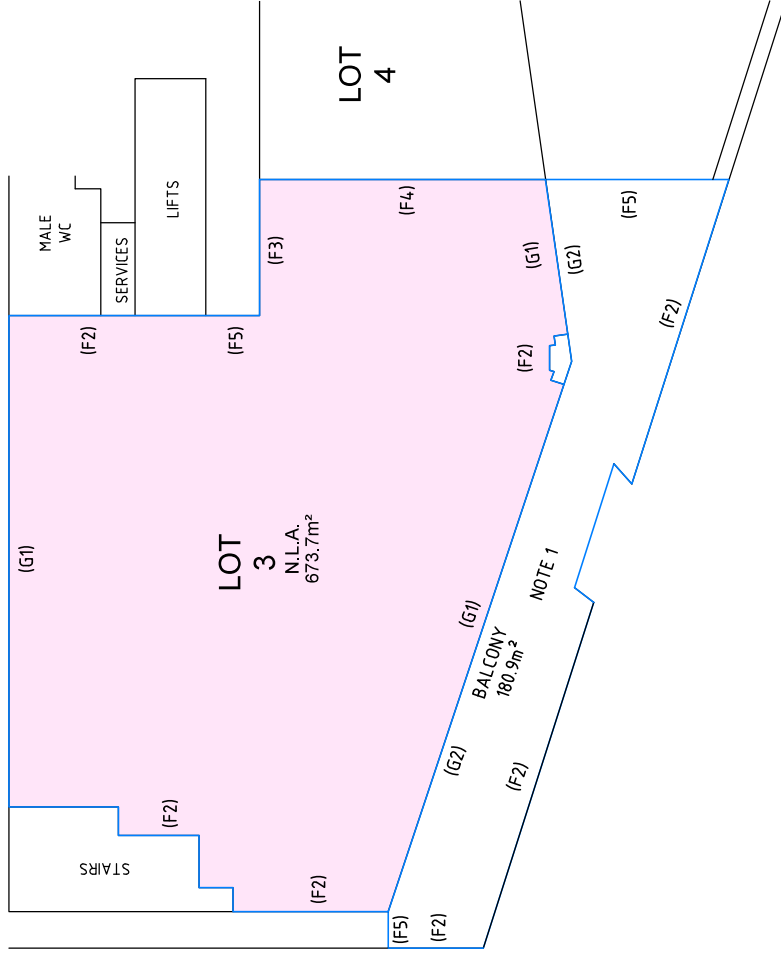 LOT
4
MALE
WC
SERVICES
LIFTS
(F3)
(F4)
(F5)
(G1)
(G2)
(F2)
(F5)
(F2)
(F2)
(G1)
LOT
3
N.L.A.
673.7m²
(G1)
NOTE 1
BALCONY
180.9m²
(G2)
(F2)
(F2)
STAIRS
(F2)
(F5)
(F2)